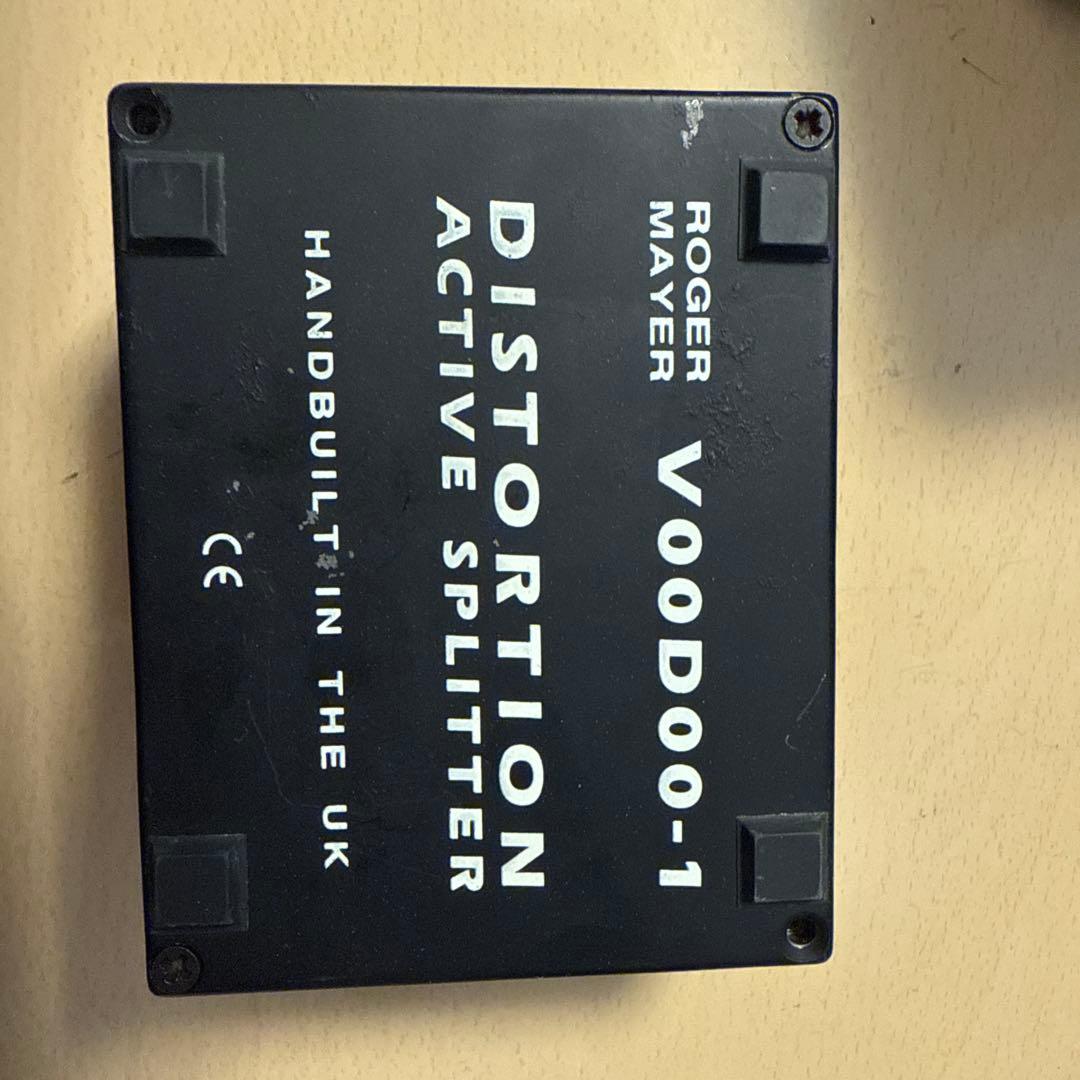 ROGER
MAYER
VOODOO-1
DISTORTION
ACTIVE SPLITTER
HANDBUILT IN THE UK
CE